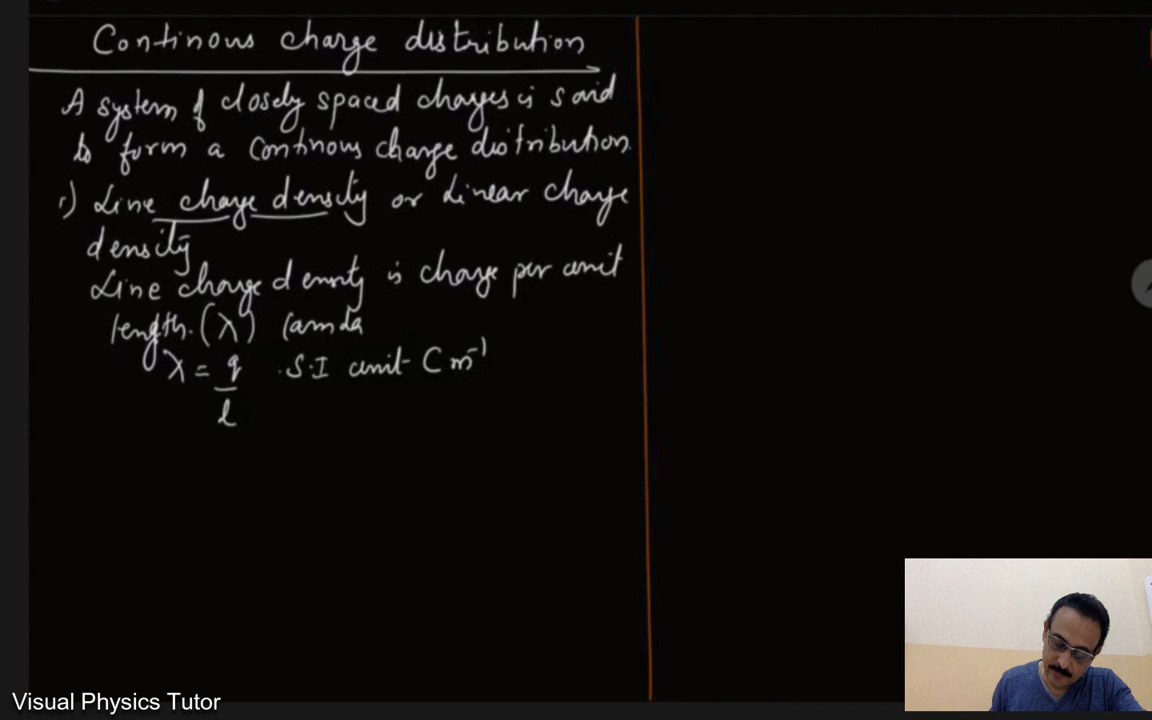 Continous charge distribution
A system of closely spaced charges is said
to form a continous charge distribution.
1) Line charge density or Linear charge
density
Line charge density is charge per unit
length. (λ) lamda
λ = q/l . S.I unit C m⁻¹
Visual Physics Tutor